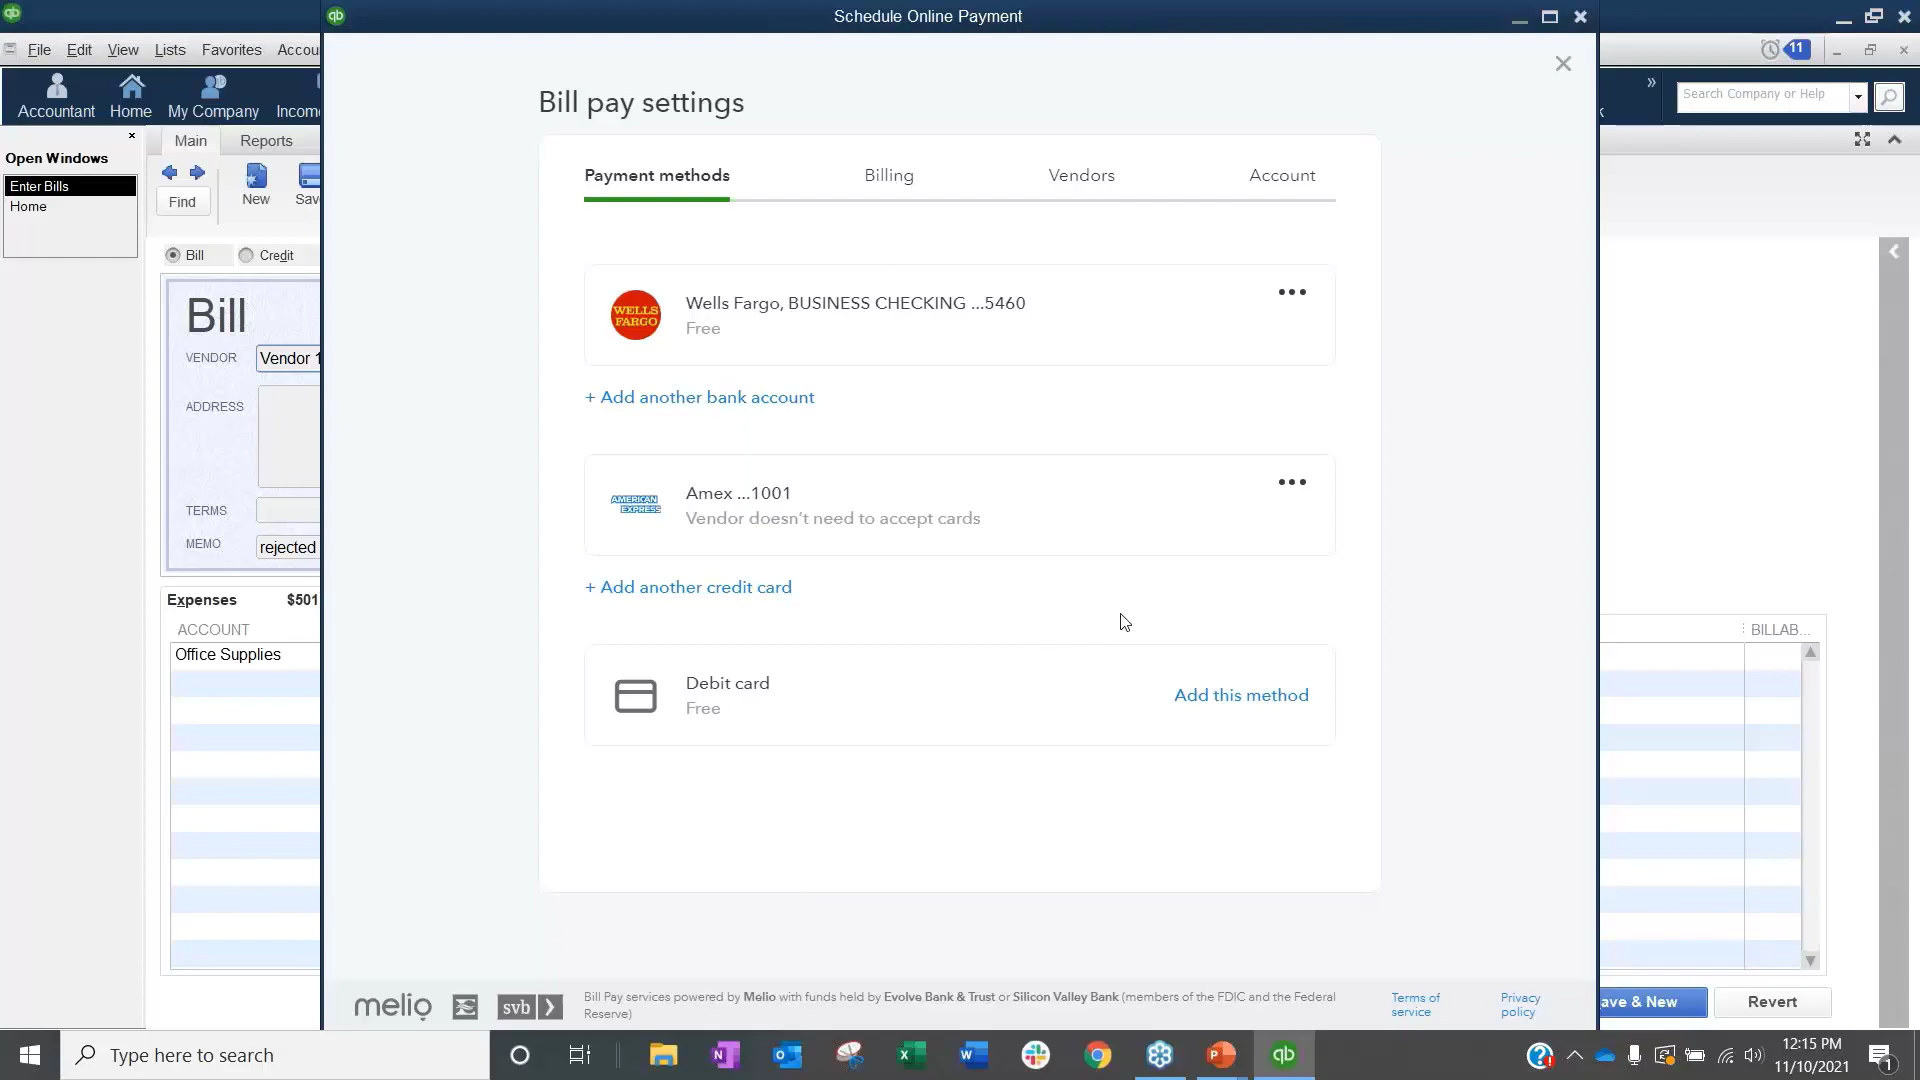 Schedule Online Payment
File Edit View Lists Favorites Accou
11
Accountant Home My Company Incom
Search Company or Help
Open Windows
Enter Bills
Home
Main Reports
Find New Sav
Bill Credit
Bill
VENDOR Vendor 1
ADDRESS
TERMS
MEMO rejected
Expenses $501
ACCOUNT
Office Supplies
Bill pay settings
Payment methods Billing Vendors Account
WELLS FARGO
Wells Fargo, BUSINESS CHECKING ...5460
Free
+ Add another bank account
AMERICAN EXPRESS
Amex ...1001
Vendor doesn't need to accept cards
+ Add another credit card
Debit card
Free
Add this method
BILLAB...
melio
svb
Bill Pay services powered by Melio with funds held by Evolve Bank & Trust or Silicon Valley Bank (members of the FDIC and the Federal
Reserve)
Terms of
service
Privacy
policy
ave & New Revert
Type here to search
12:15 PM
11/10/2021
1